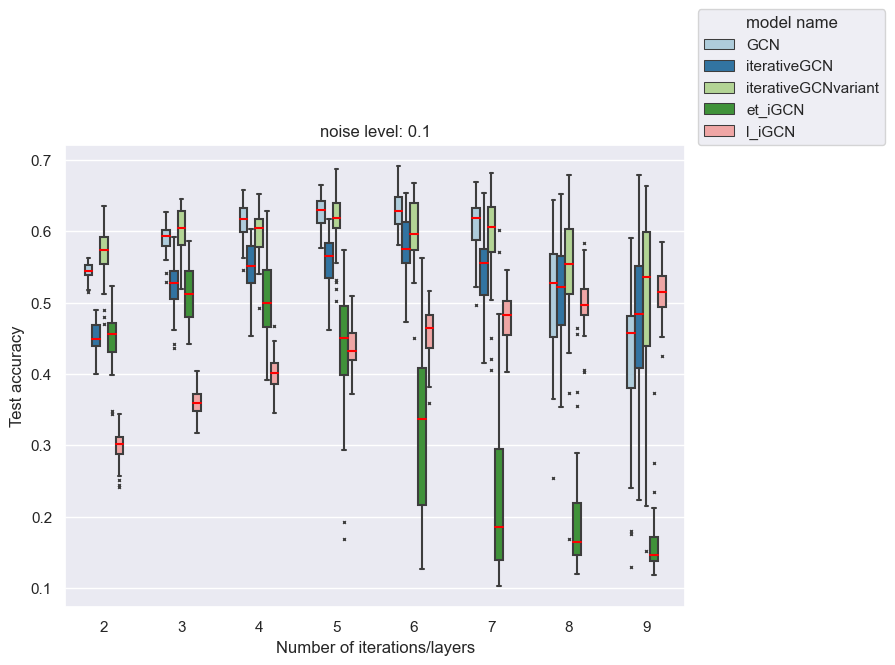 model name
GCN
iterativeGCN
iterativeGCNvariant
et_iGCN
l_iGCN
noise level: 0.1
0.7
0.6
0.5
0.4
0.3
0.2
0.1
Test accuracy
2 3 4 5 6 7 8 9
Number of iterations/layers